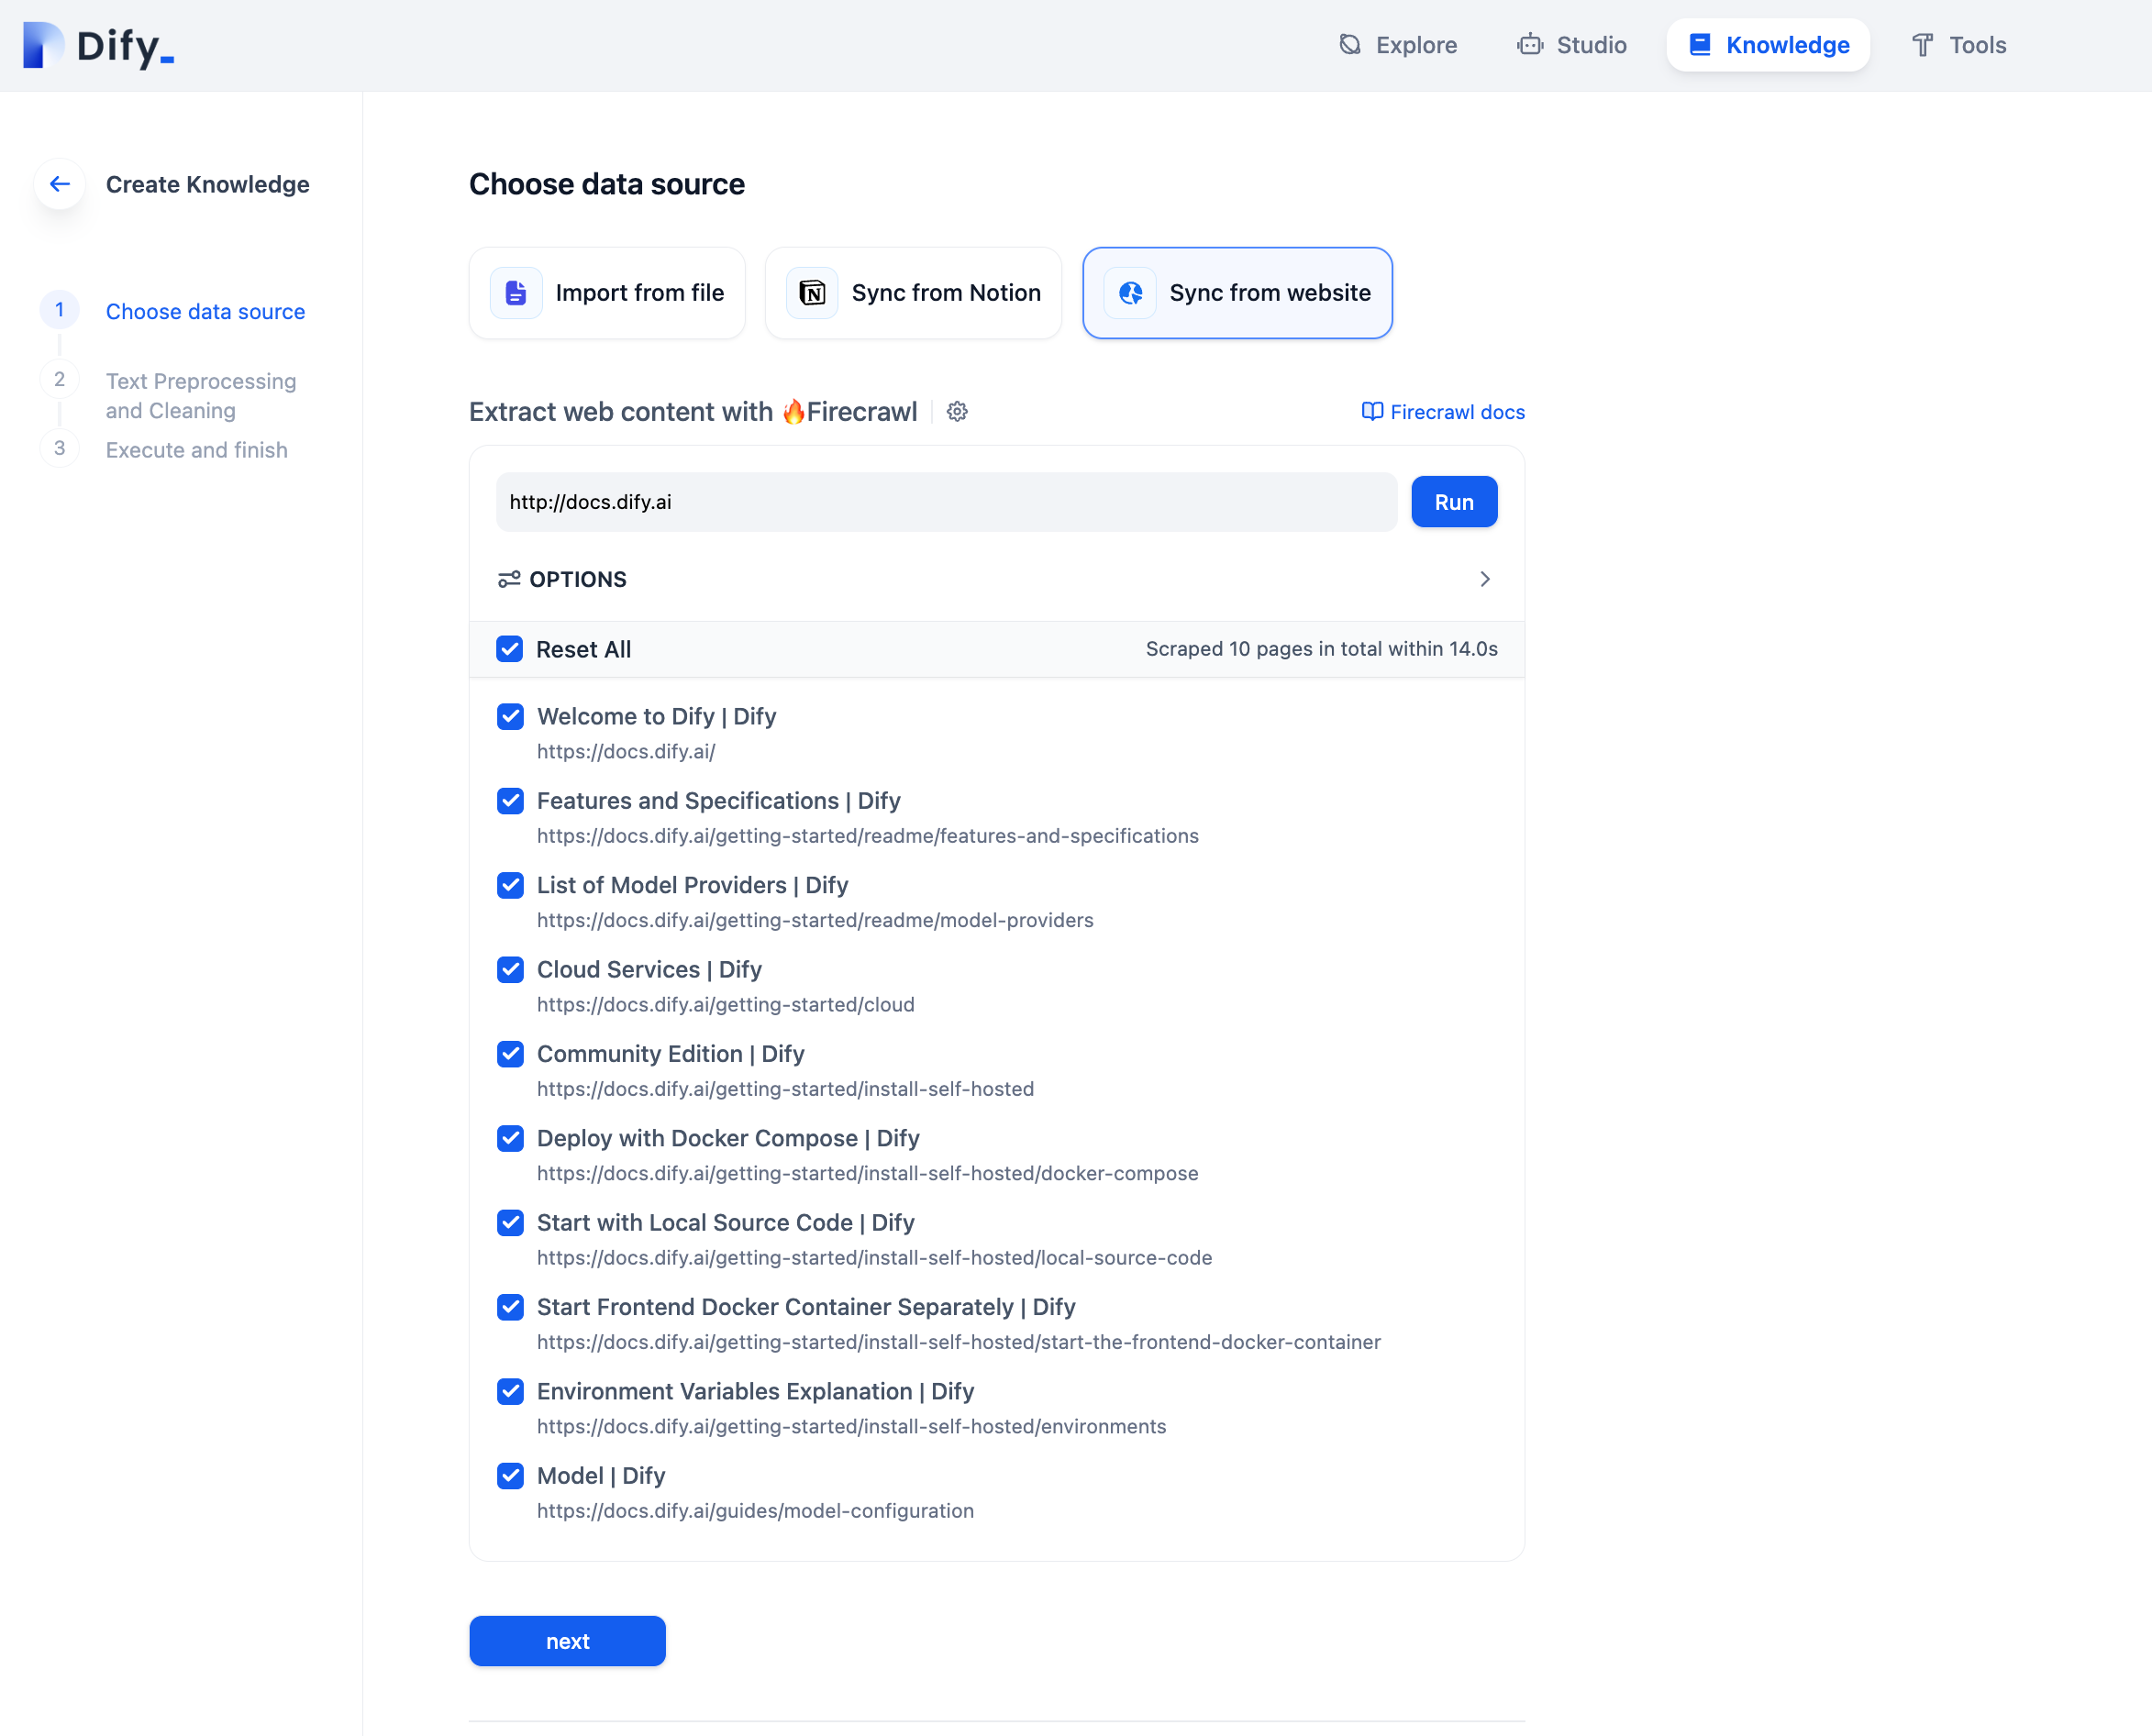 Dify_
Explore
Studio
Knowledge
Tools
Create Knowledge
1
Choose data source
2
Text Preprocessing
and Cleaning
3
Execute and finish
Choose data source
Import from file
Sync from Notion
Sync from website
Extract web content with 🔥Firecrawl
Firecrawl docs
http://docs.dify.ai
Run
OPTIONS
Reset All
Scraped 10 pages in total within 14.0s
Welcome to Dify | Dify
https://docs.dify.ai/
Features and Specifications | Dify
https://docs.dify.ai/getting-started/readme/features-and-specifications
List of Model Providers | Dify
https://docs.dify.ai/getting-started/readme/model-providers
Cloud Services | Dify
https://docs.dify.ai/getting-started/cloud
Community Edition | Dify
https://docs.dify.ai/getting-started/install-self-hosted
Deploy with Docker Compose | Dify
https://docs.dify.ai/getting-started/install-self-hosted/docker-compose
Start with Local Source Code | Dify
https://docs.dify.ai/getting-started/install-self-hosted/local-source-code
Start Frontend Docker Container Separately | Dify
https://docs.dify.ai/getting-started/install-self-hosted/start-the-frontend-docker-container
Environment Variables Explanation | Dify
https://docs.dify.ai/getting-started/install-self-hosted/environments
Model | Dify
https://docs.dify.ai/guides/model-configuration
next